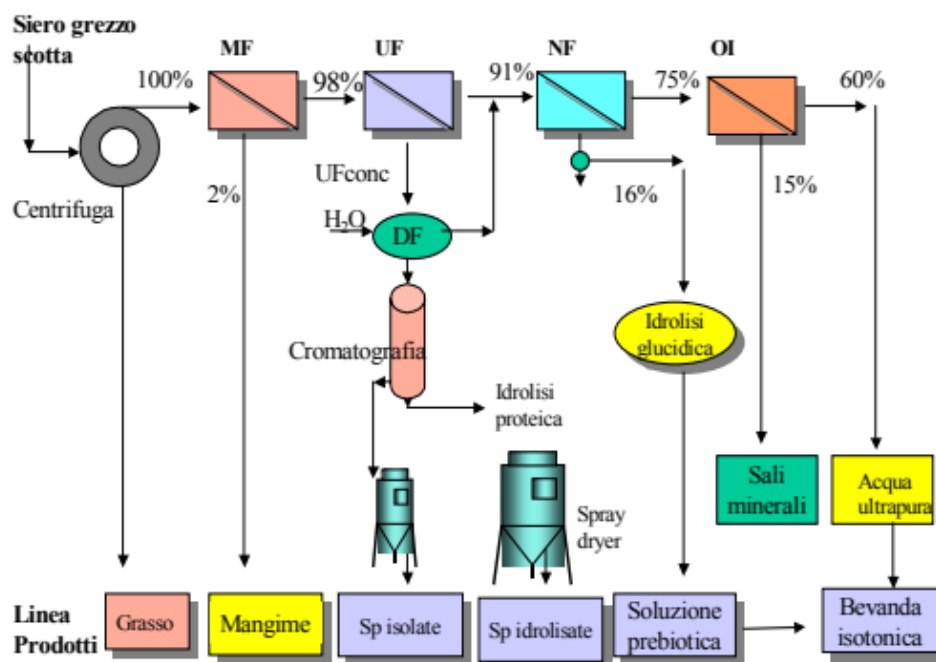 Siero grezzo
scotta
MF
UF
NF
OI
100%
98%
91%
75%
60%
Centrifuga
2%
UFconc
16%
15%
H₂O
DF
Cromatografia
Idrolisi
glucidica
Idrolisi
proteica
Sali
minerali
Acqua
ultrapura
Spray
dryer
Linea
Prodotti
Grasso
Mangime
Sp isolate
Sp idrolisate
Soluzione
prebiotica
Bevanda
isotonica